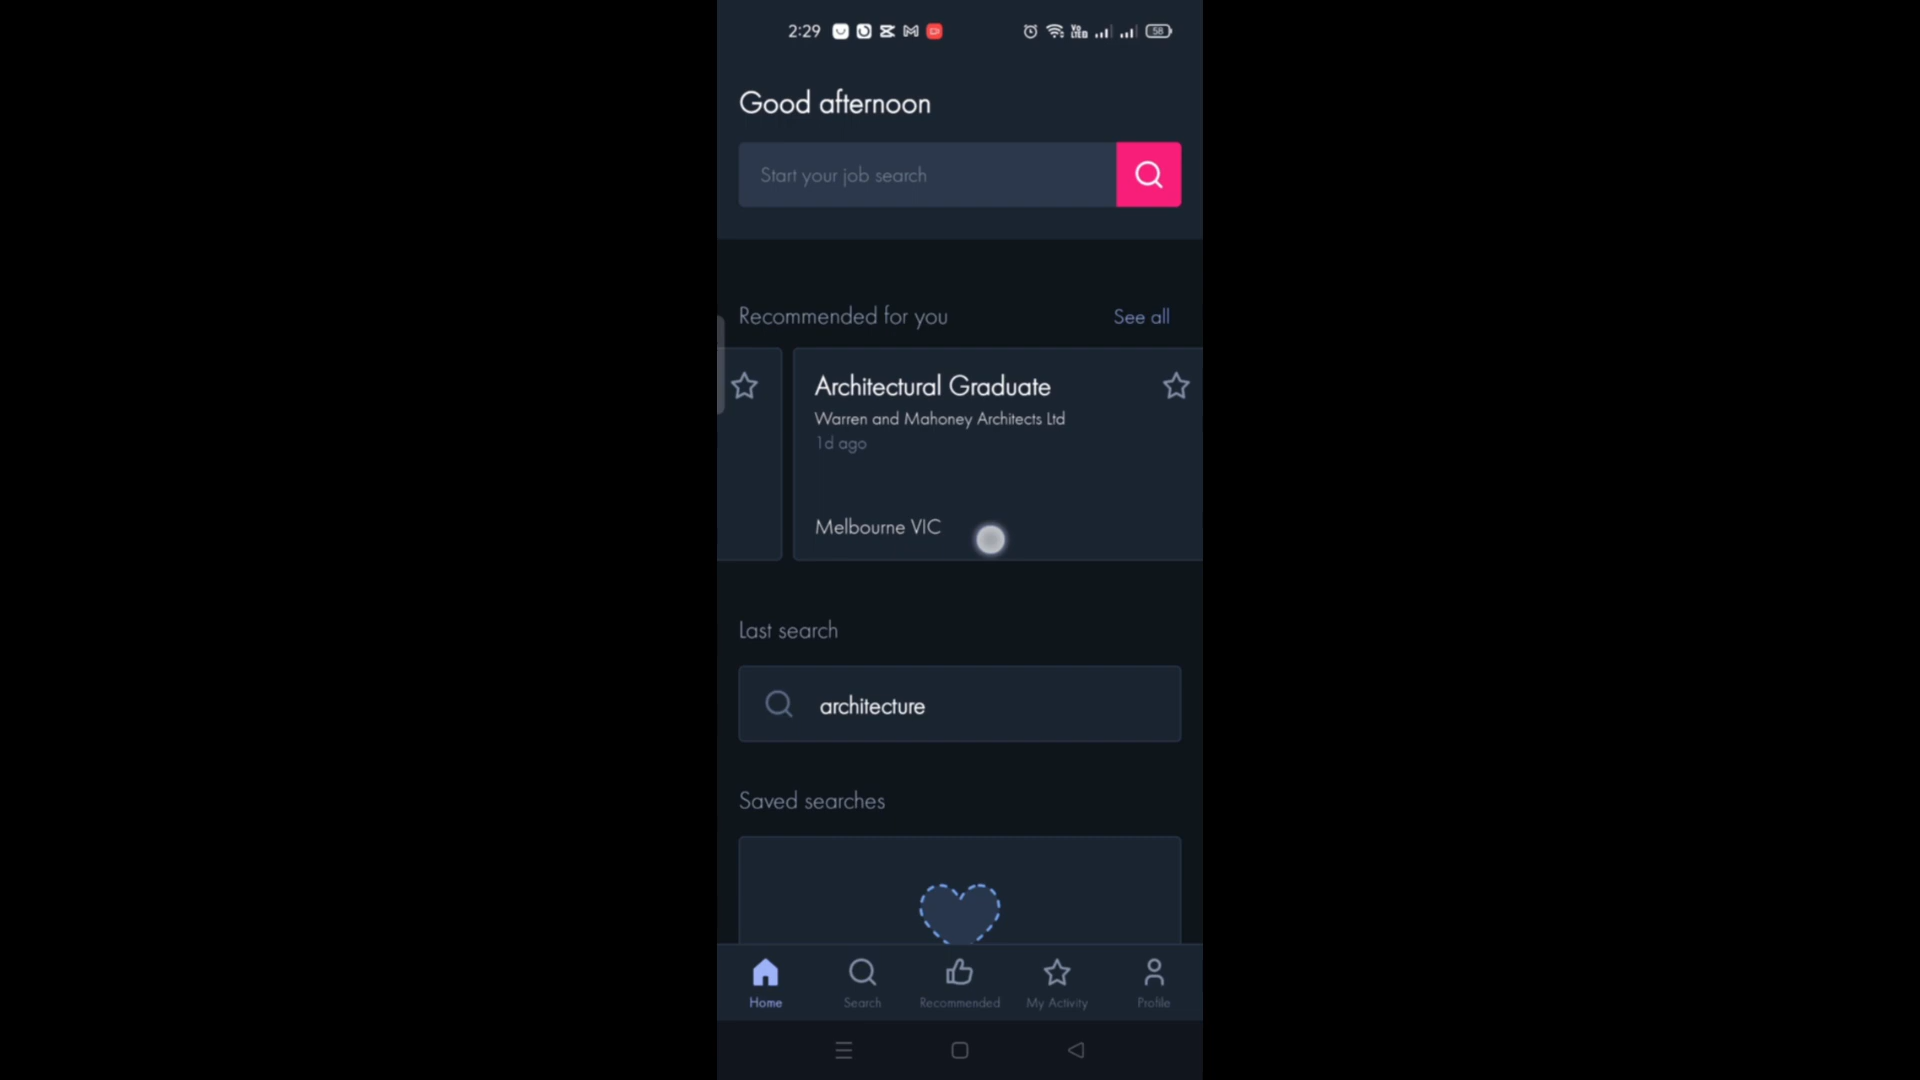 2:29
58
Good afternoon
Start your job search
Recommended for you
See all
Architectural Graduate
Warren and Mahoney Architects Ltd
1d ago
Melbourne VIC
Last search
architecture
Saved searches
Home
Search
Recommended
My Activity
Profile